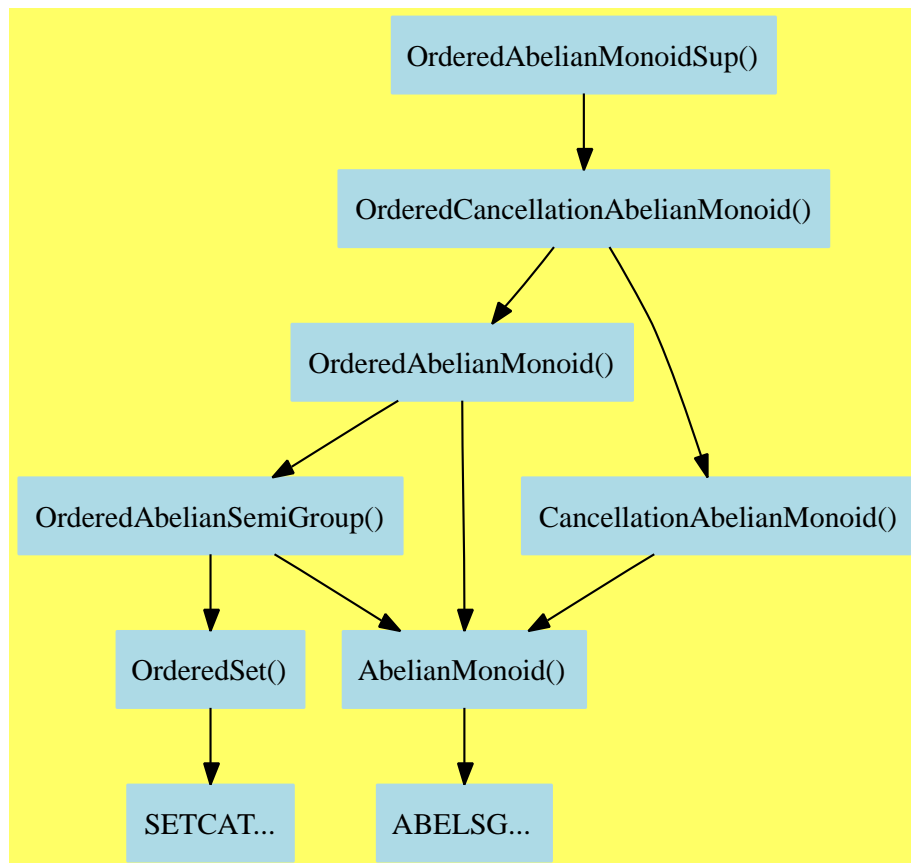 OrderedAbelianMonoidSup()
OrderedCancellationAbelianMonoid()
OrderedAbelianMonoid()
OrderedAbelianSemiGroup()
CancellationAbelianMonoid()
OrderedSet()
AbelianMonoid()
SETCAT...
ABELSG...